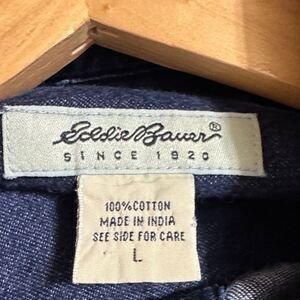 Eddie Bauer®
SINCE 1920
100% COTTON
MADE IN INDIA
SEE SIDE FOR CARE
L